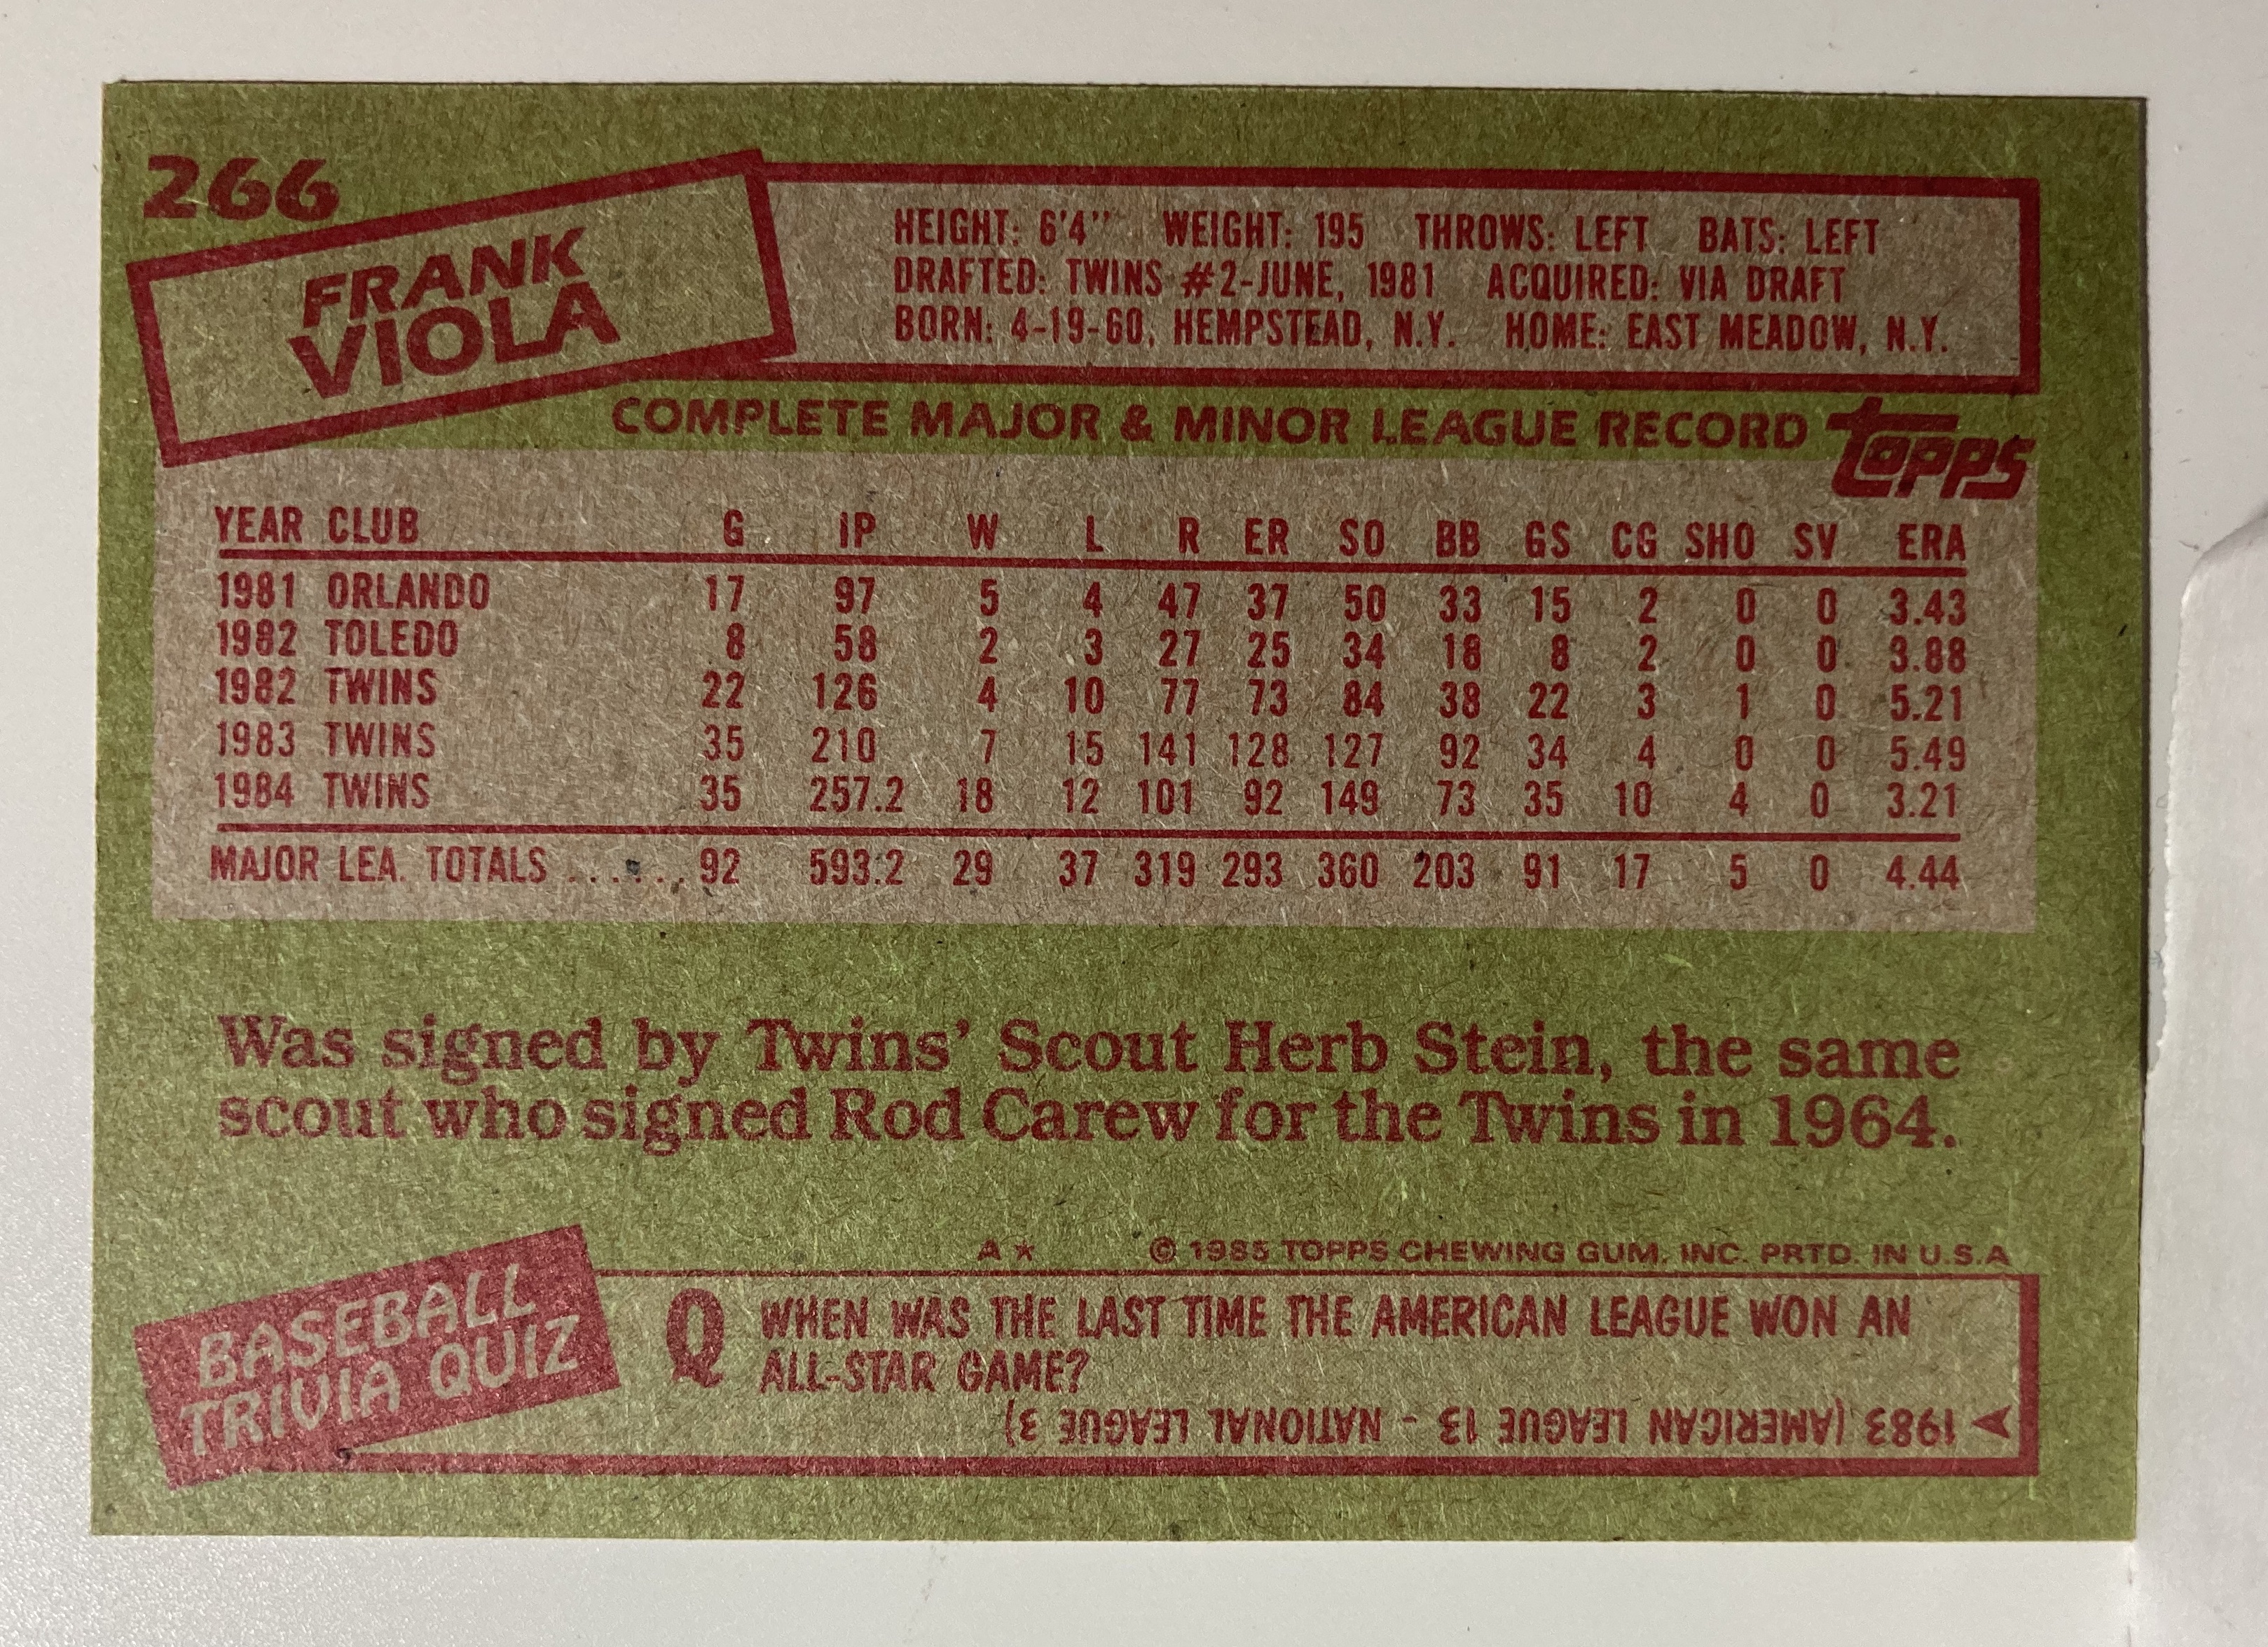 266
FRANK
VIOLA
HEIGHT: 6'4'' WEIGHT: 195 THROWS: LEFT BATS: LEFT
DRAFTED: TWINS #2-JUNE, 1981 ACQUIRED: VIA DRAFT
BORN: 4-19-60, HEMPSTEAD, N.Y. HOME: EAST MEADOW, N.Y.
COMPLETE MAJOR & MINOR LEAGUE RECORD topps
YEAR CLUB G IP W L R ER SO BB GS CG SHO SV ERA
1981 ORLANDO 17 97 5 4 47 37 50 33 15 2 0 0 3.43
1982 TOLEDO 8 58 2 3 27 25 34 18 8 2 0 0 3.88
1982 TWINS 22 126 4 10 77 73 84 38 22 3 1 0 5.21
1983 TWINS 35 210 7 15 141 128 127 92 34 4 0 0 5.49
1984 TWINS 35 257.2 18 12 101 92 149 73 35 10 4 0 3.21
MAJOR LEA. TOTALS ...... 92 593.2 29 37 319 293 360 203 91 17 5 0 4.44
Was signed by Twins' Scout Herb Stein, the same
scout who signed Rod Carew for the Twins in 1964.
A* © 1985 TOPPS CHEWING GUM, INC. PRTD. IN U.S.A
BASEBALL
TRIVIA QUIZ
Q WHEN WAS THE LAST TIME THE AMERICAN LEAGUE WON AN
ALL-STAR GAME?
A 1983 (AMERICAN LEAGUE 13 - NATIONAL LEAGUE 3)